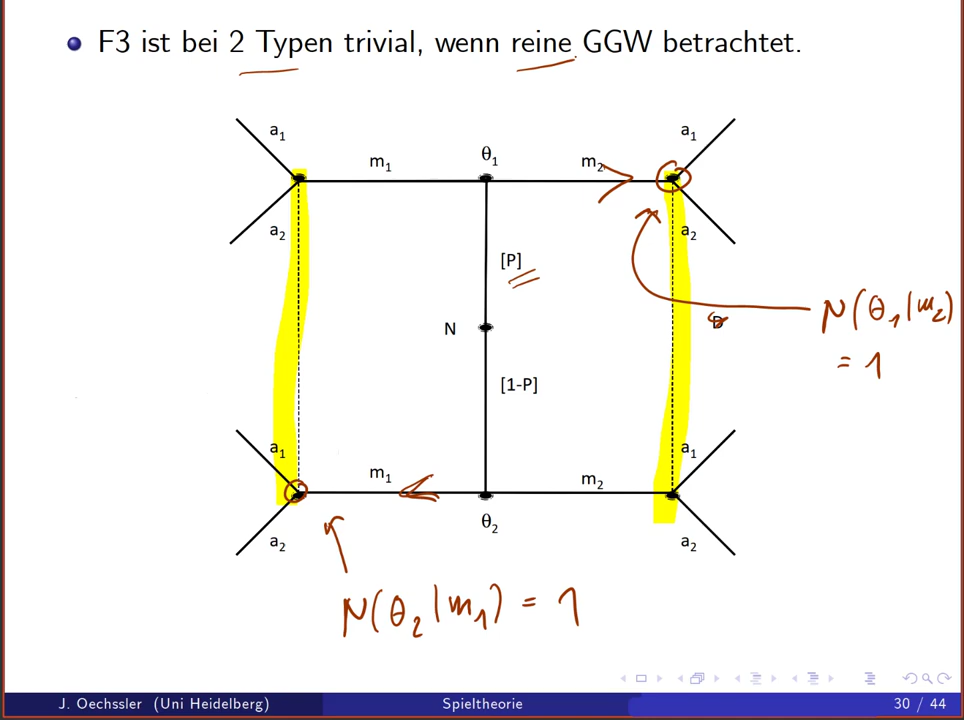 F3 ist bei 2 Typen trivial, wenn reine GGW betrachtet.
a1 a1
m1 θ1 m2
a2 a2
[P]
N
μ(θ1|m2)
= 1
[1-P]
a1 a1
m1 m2
θ2
a2 a2
μ(θ2|m1) = 1
J. Oechssler (Uni Heidelberg) Spieltheorie 30 / 44